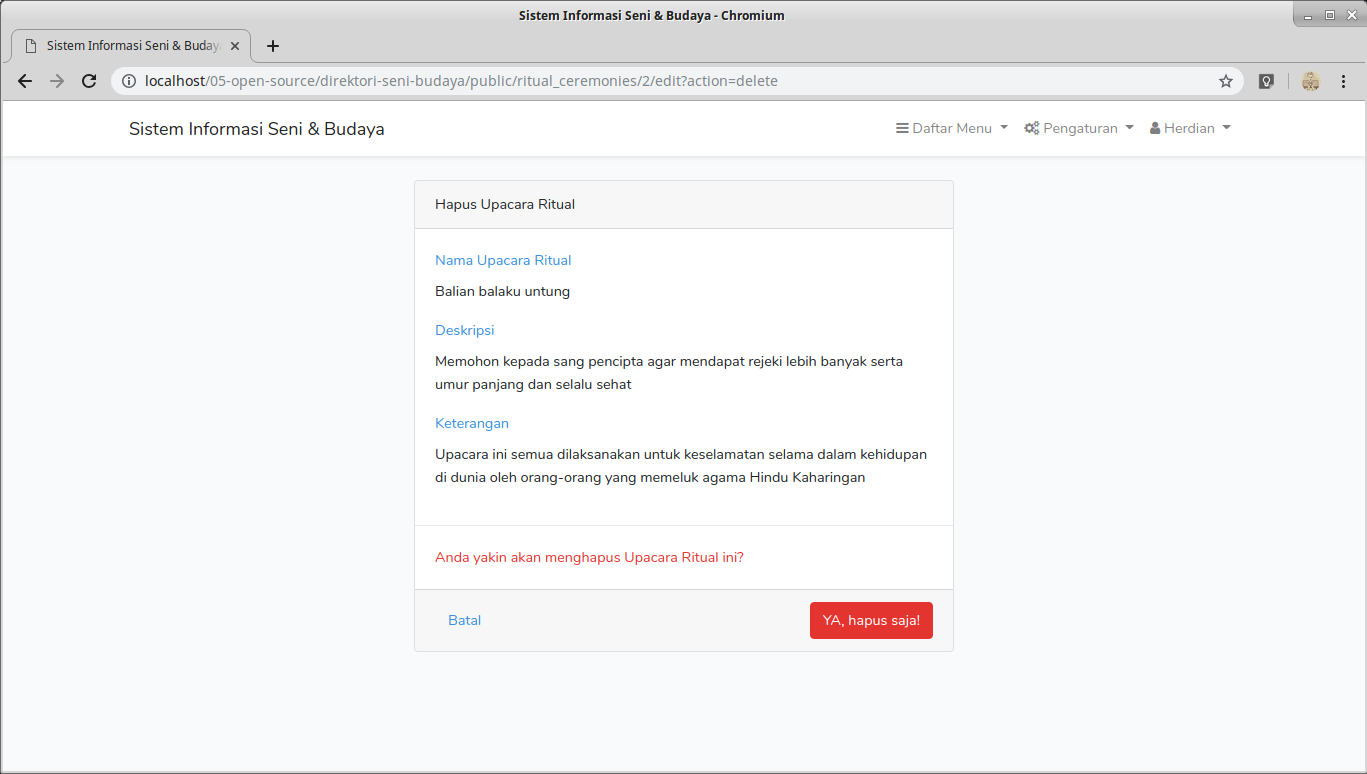 Sistem Informasi Seni & Budaya - Chromium
Sistem Informasi Seni & Buday
localhost/05-open-source/direktori-seni-budaya/public/ritual_ceremonies/2/edit?action=delete
Sistem Informasi Seni & Budaya
Daftar Menu
Pengaturan
Herdian
Hapus Upacara Ritual
Nama Upacara Ritual
Balian balaku untung
Deskripsi
Memohon kepada sang pencipta agar mendapat rejeki lebih banyak serta
umur panjang dan selalu sehat
Keterangan
Upacara ini semua dilaksanakan untuk keselamatan selama dalam kehidupan
di dunia oleh orang-orang yang memeluk agama Hindu Kaharingan
Anda yakin akan menghapus Upacara Ritual ini?
Batal
YA, hapus saja!